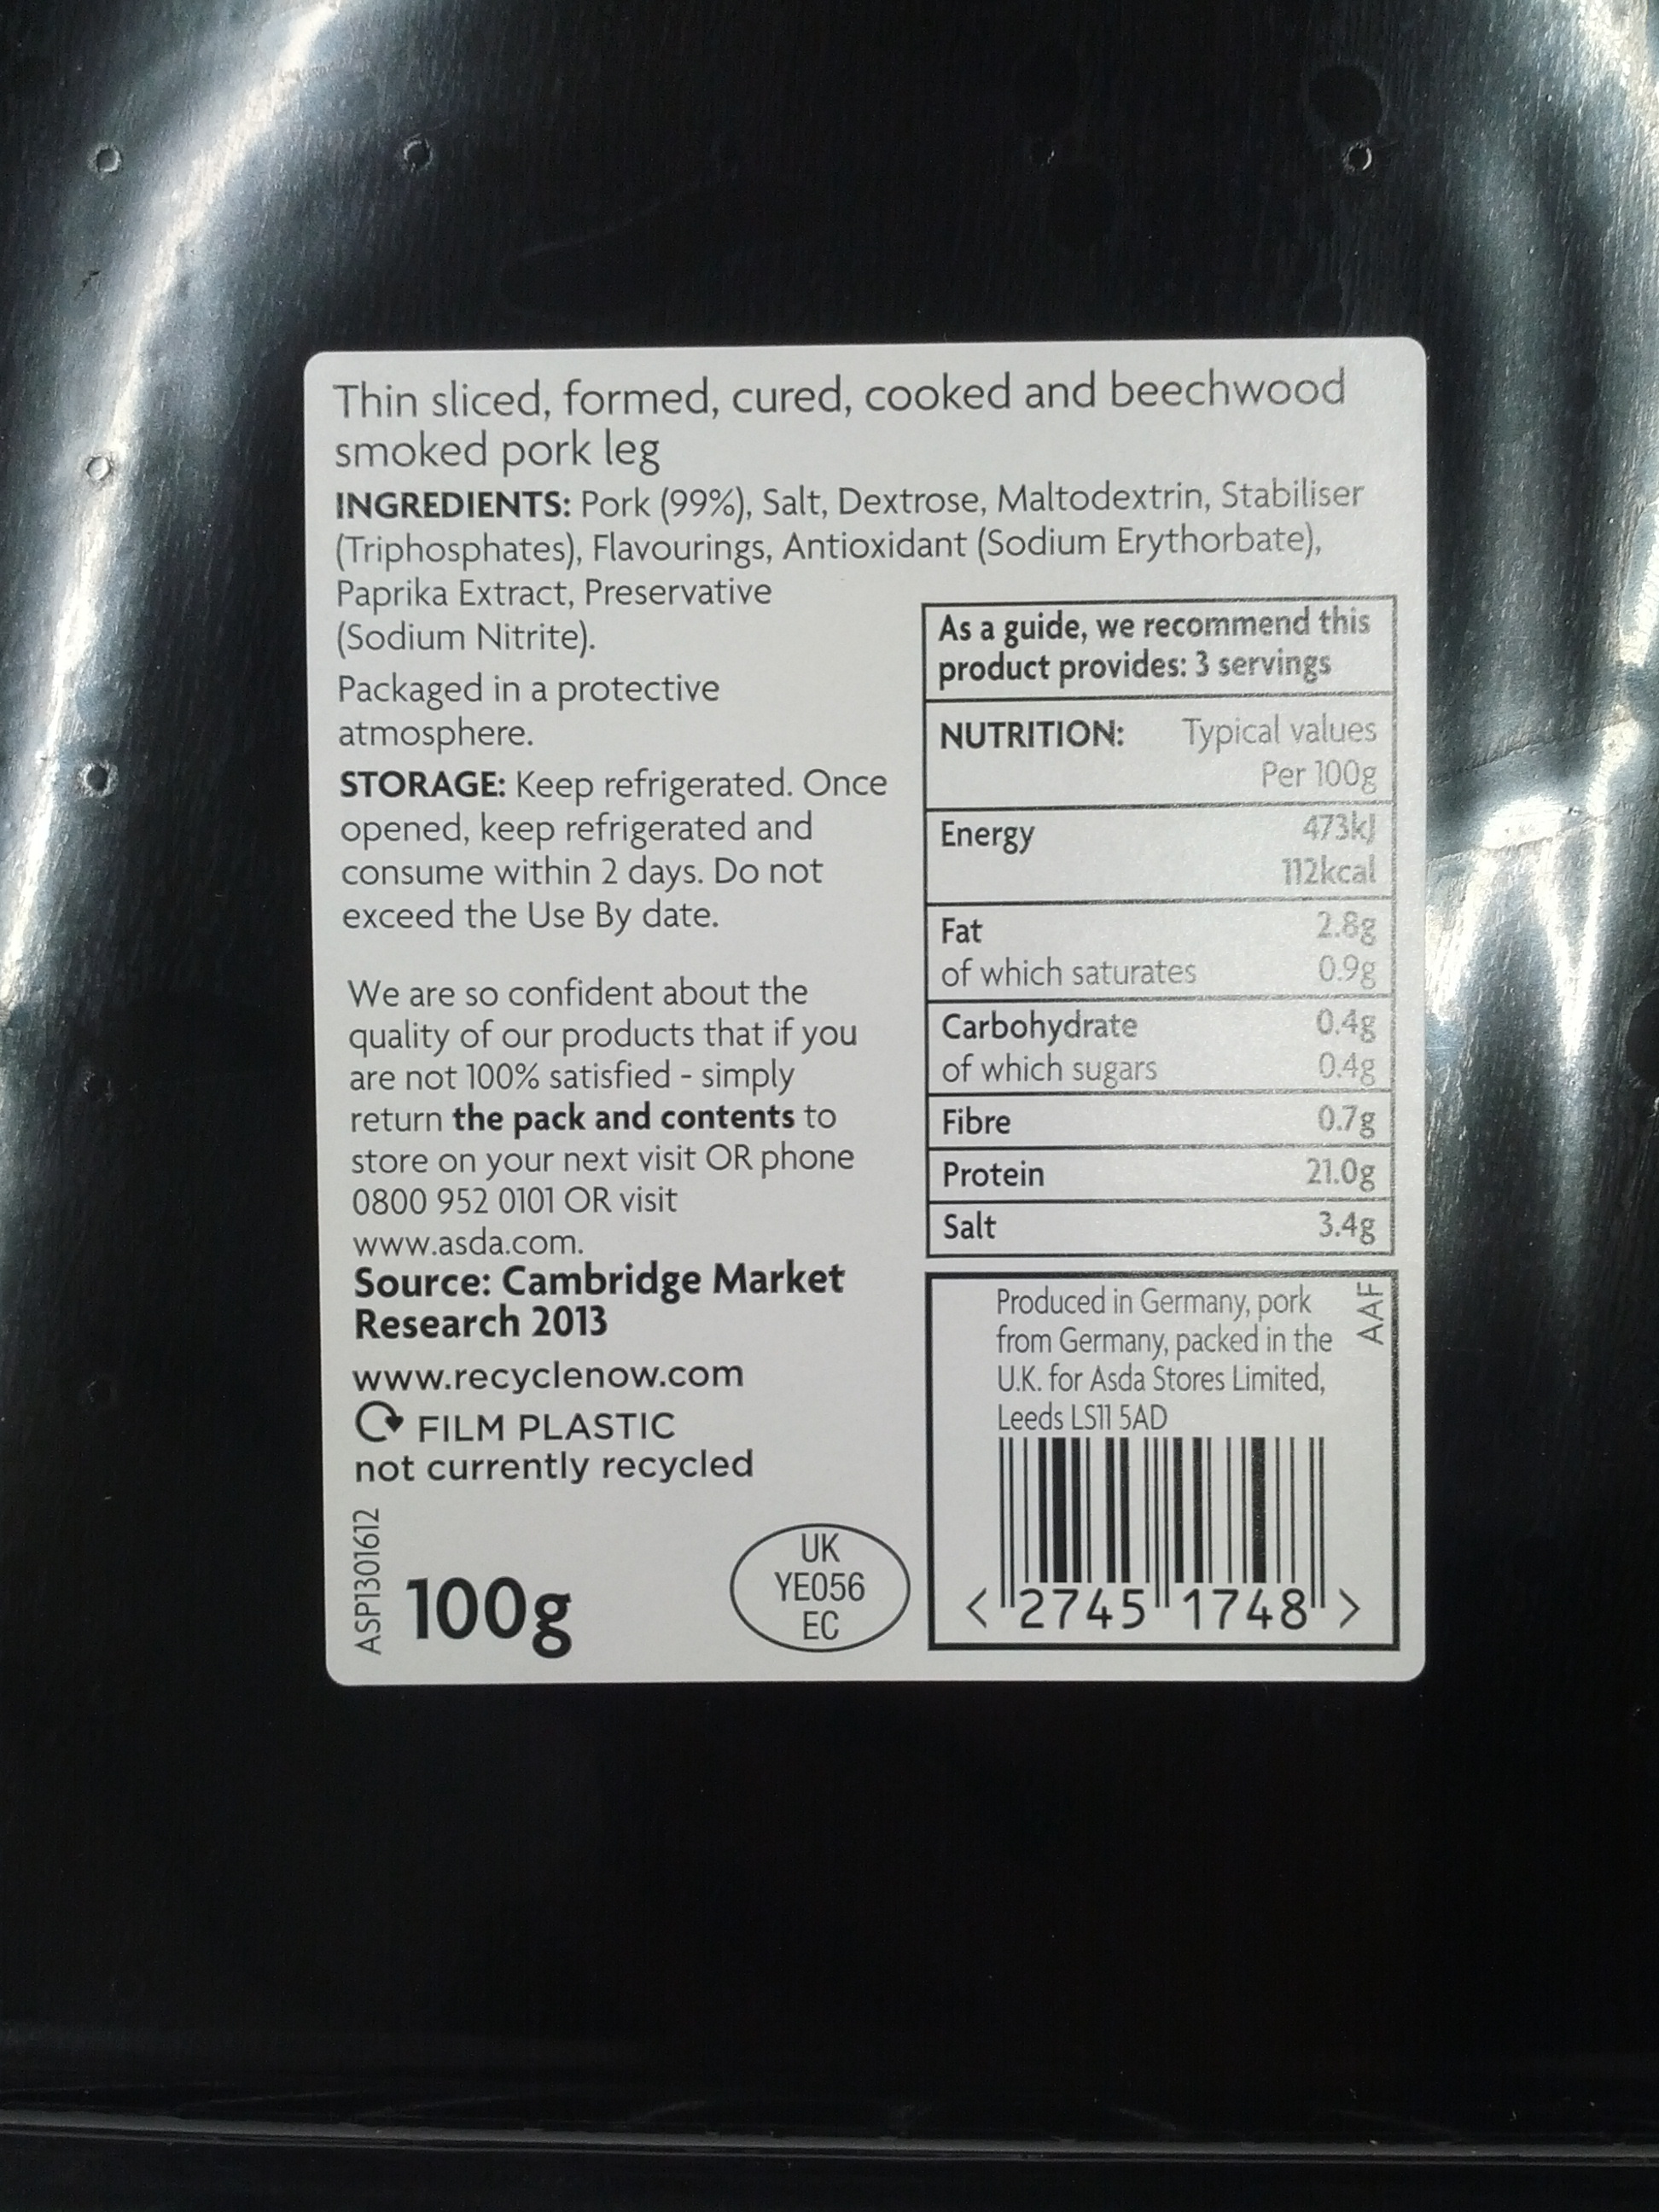 Thin sliced, formed, cured, cooked and beechwood
smoked pork leg
INGREDIENTS: Pork (99%), Salt, Dextrose, Maltodextrin, Stabiliser
(Triphosphates), Flavourings, Antioxidant (Sodium Erythorbate),
Paprika Extract, Preservative
(Sodium Nitrite).
Packaged in a protective
atmosphere.
STORAGE: Keep refrigerated. Once
opened, keep refrigerated and
consume within 2 days. Do not
exceed the Use By date.
We are so confident about the
quality of our products that if you
are not 100% satisfied - simply
return the pack and contents to
store on your next visit OR phone
0800 952 0101 OR visit
www.asda.com.
Source: Cambridge Market
Research 2013
www.recyclenow.com
FILM PLASTIC
not currently recycled
ASP1301612
100g
UK
YE056
EC
As a guide, we recommend this
product provides: 3 servings
NUTRITION: Typical values
Per 100g
Energy 473kJ
112kcal
Fat 2.8g
of which saturates 0.9g
Carbohydrate 0.4g
of which sugars 0.4g
Fibre 0.7g
Protein 21.0g
Salt 3.4g
Produced in Germany, pork
from Germany, packed in the
U.K. for Asda Stores Limited,
Leeds LS11 5AD
AAF
< 2745 1748 >